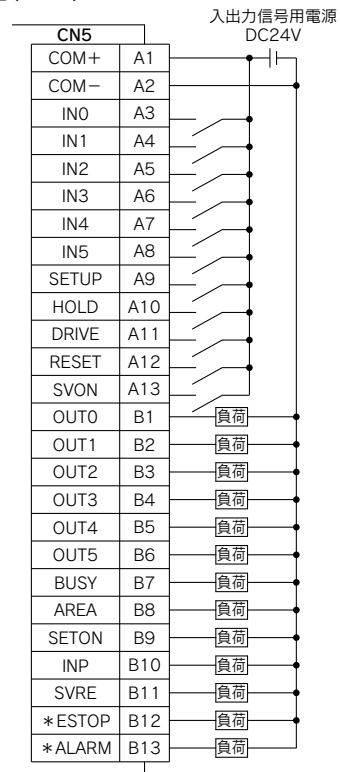 入出力信号用電源
DC24V
CN5
COM+ A1
COM− A2
IN0 A3
IN1 A4
IN2 A5
IN3 A6
IN4 A7
IN5 A8
SETUP A9
HOLD A10
DRIVE A11
RESET A12
SVON A13
OUT0 B1 負荷
OUT1 B2 負荷
OUT2 B3 負荷
OUT3 B4 負荷
OUT4 B5 負荷
OUT5 B6 負荷
BUSY B7 負荷
AREA B8 負荷
SETON B9 負荷
INP B10 負荷
SVRE B11 負荷
*ESTOP B12 負荷
*ALARM B13 負荷